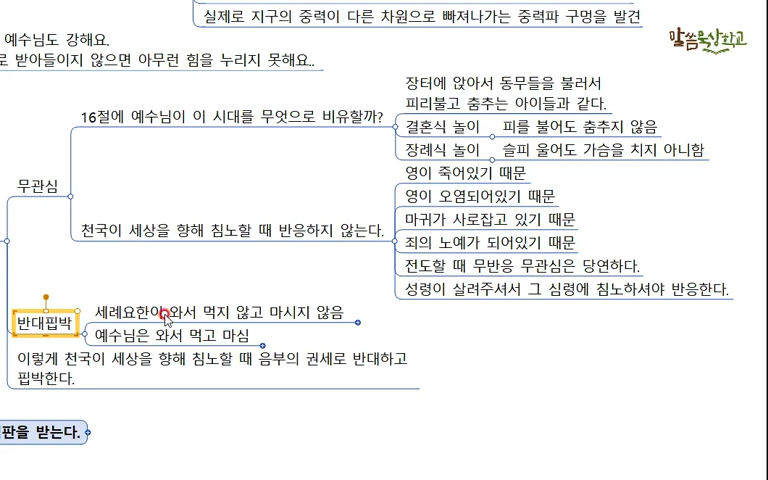 실제로 지구의 중력이 다른 차원으로 빠져나가는 중력파 구멍을 발견
말씀묵상학교
예수님도 강해요.
로 받아들이지 않으면 아무런 힘을 누리지 못해요..
장터에 앉아서 동무들을 불러서
피리불고 춤추는 아이들과 같다.
16절에 예수님이 이 시대를 무엇으로 비유할까?
결혼식 놀이
피를 불어도 춤추지 않음
장례식 놀이
슬피 울어도 가슴을 치지 아니함
무관심
영이 죽어있기 때문
영이 오염되어있기 때문
마귀가 사로잡고 있기 때문
천국이 세상을 향해 침노할 때 반응하지 않는다.
죄의 노예가 되어있기 때문
전도할 때 무반응 무관심은 당연하다.
성령이 살려주셔서 그 심령에 침노하셔야 반응한다.
반대핍박
세례요한이 와서 먹지 않고 마시지 않음
예수님은 와서 먹고 마심
이렇게 천국이 세상을 향해 침노할 때 음부의 권세로 반대하고
핍박한다.
판을 받는다.